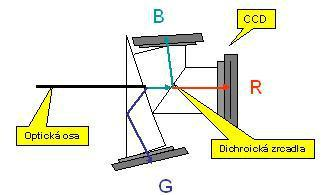 B
CCD
R
Optická osa
Dichroická zrcadla
G